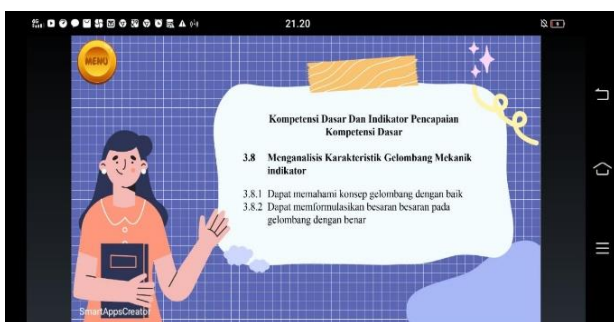 21.20
MENU
Kompetensi Dasar Dan Indikator Pencapaian
Kompetensi Dasar
3.8 Menganalisis Karakteristik Gelombang Mekanik
indikator
3.8.1 Dapat memahami konsep gelombang dengan baik
3.8.2 Dapat memformulasikan besaran besaran pada
gelombang dengan benar
SmartAppsCreator